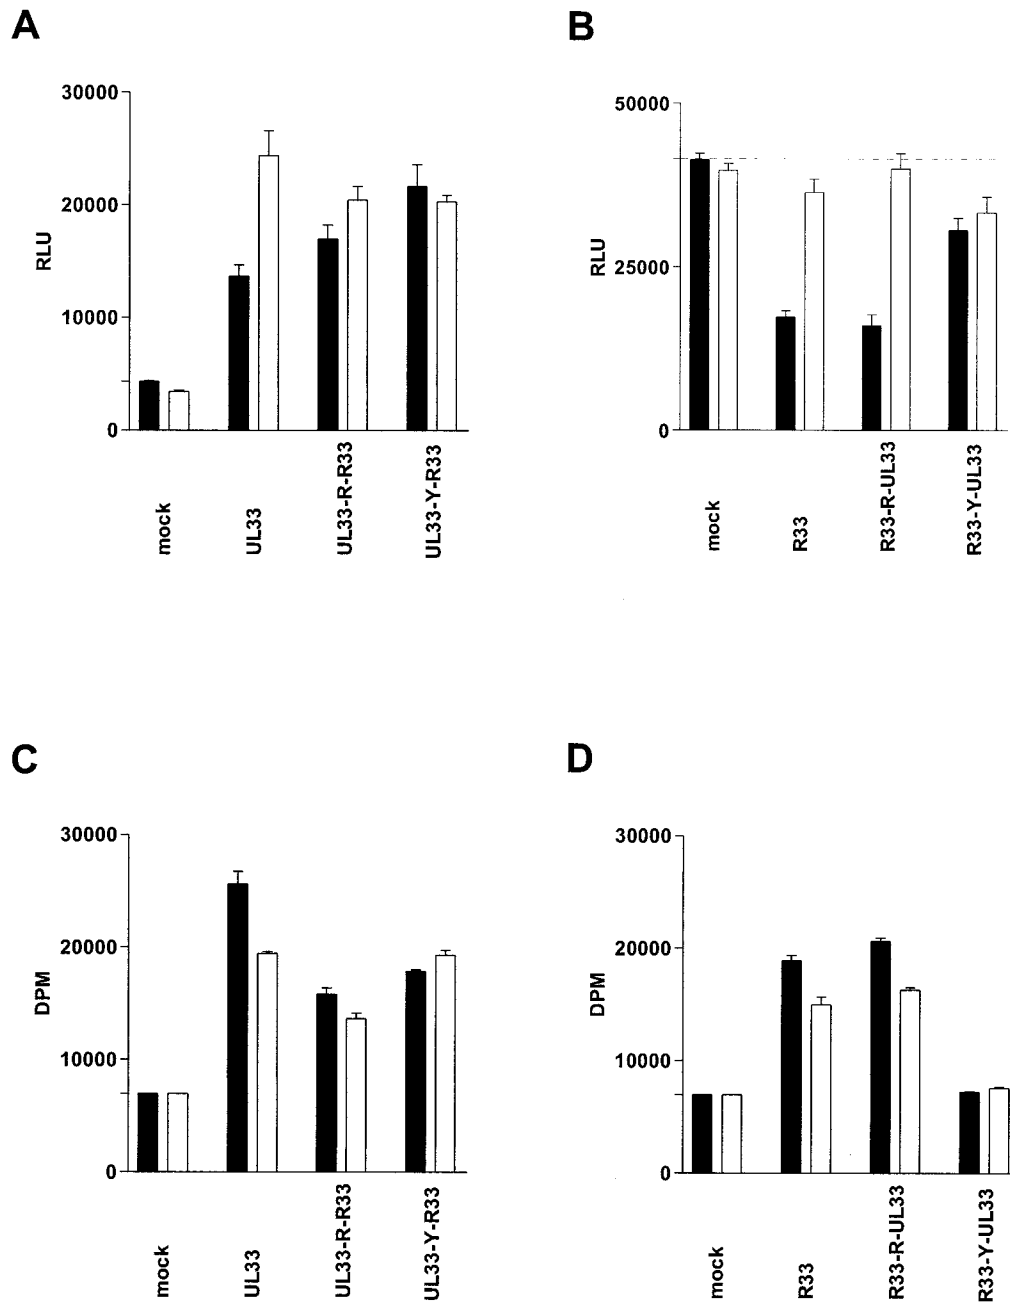 A
30000
20000
10000
0
RLU
mock
UL33
UL33-R-R33
UL33-Y-R33
B
50000
25000
0
RLU
mock
R33
R33-R-UL33
R33-Y-UL33
C
30000
20000
10000
0
DPM
mock
UL33
UL33-R-R33
UL33-Y-R33
D
30000
20000
10000
0
DPM
mock
R33
R33-R-UL33
R33-Y-UL33